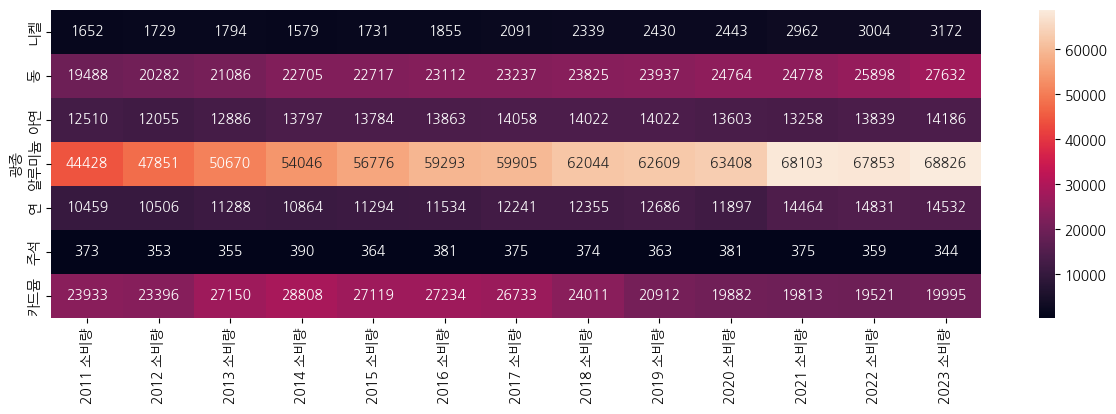 니켈 1652 1729 1794 1579 1731 1855 2091 2339 2430 2443 2962 3004 3172
동 19488 20282 21086 22705 22717 23112 23237 23825 23937 24764 24778 25898 27632
아연 12510 12055 12886 13797 13784 13863 14058 14022 14022 13603 13258 13839 14186
광종
알루미늄 44428 47851 50670 54046 56776 59293 59905 62044 62609 63408 68103 67853 68826
연 10459 10506 11288 10864 11294 11534 12241 12355 12686 11897 14464 14831 14532
주석 373 353 355 390 364 381 375 374 363 381 375 359 344
카드뮴 23933 23396 27150 28808 27119 27234 26733 24011 20912 19882 19813 19521 19995
2011 소비량
2012 소비량
2013 소비량
2014 소비량
2015 소비량
2016 소비량
2017 소비량
2018 소비량
2019 소비량
2020 소비량
2021 소비량
2022 소비량
2023 소비량
60000
50000
40000
30000
20000
10000